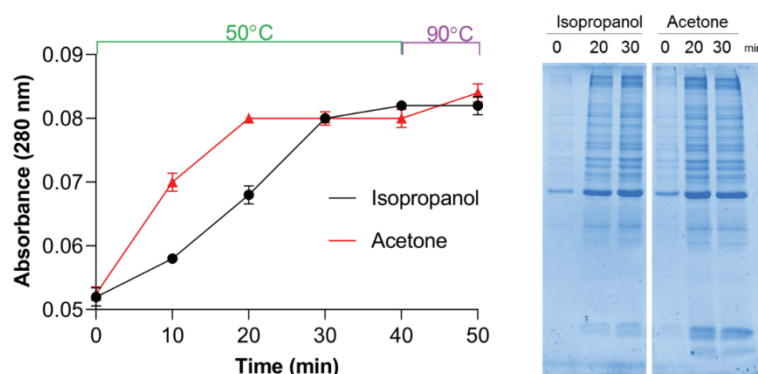 50°C
90°C
0.09
0.08
0.07
0.06
0.05
Absorbance (280 nm)
Isopropanol
Acetone
0 10 20 30 40 50
Time (min)
Isopropanol Acetone
0 20 30 0 20 30 min